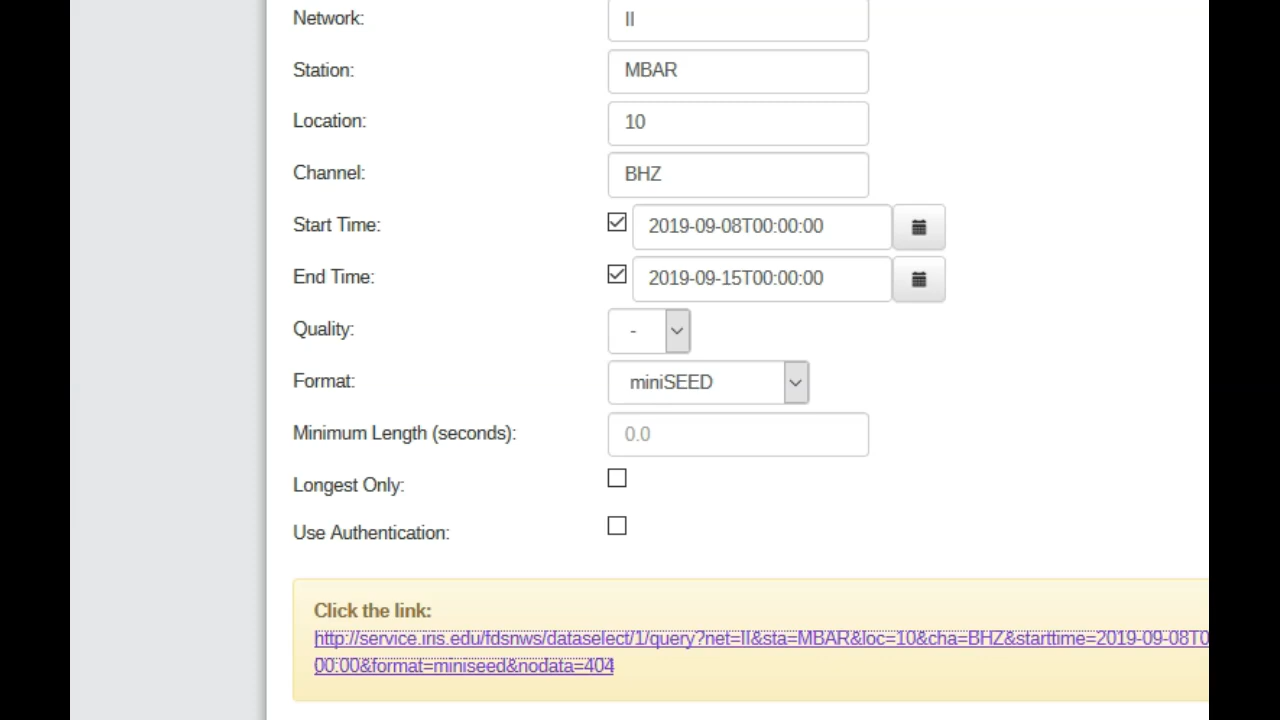 Network: II
Station: MBAR
Location: 10
Channel: BHZ
Start Time: 2019-09-08T00:00:00
End Time: 2019-09-15T00:00:00
Quality: -
Format: miniSEED
Minimum Length (seconds): 0.0
Longest Only:
Use Authentication:
Click the link:
http://service.iris.edu/fdsnws/dataselect/1/query?net=II&sta=MBAR&loc=10&cha=BHZ&starttime=2019-09-08T0
00:00&format=miniseed&nodata=404